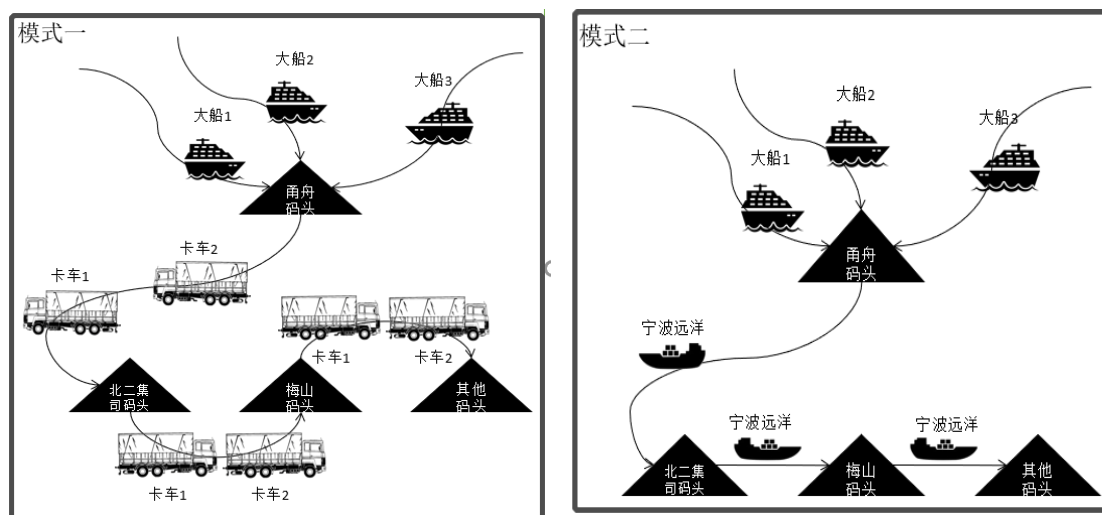 模式一
大船2
大船3
大船1
甬舟
码头
卡车2
卡车1
卡车1
卡车2
北二集
司码头
梅山
码头
其他
码头
卡车1
卡车2
模式二
大船2
大船3
大船1
甬舟
码头
宁波远洋
宁波远洋
宁波远洋
北二集
司码头
梅山
码头
其他
码头